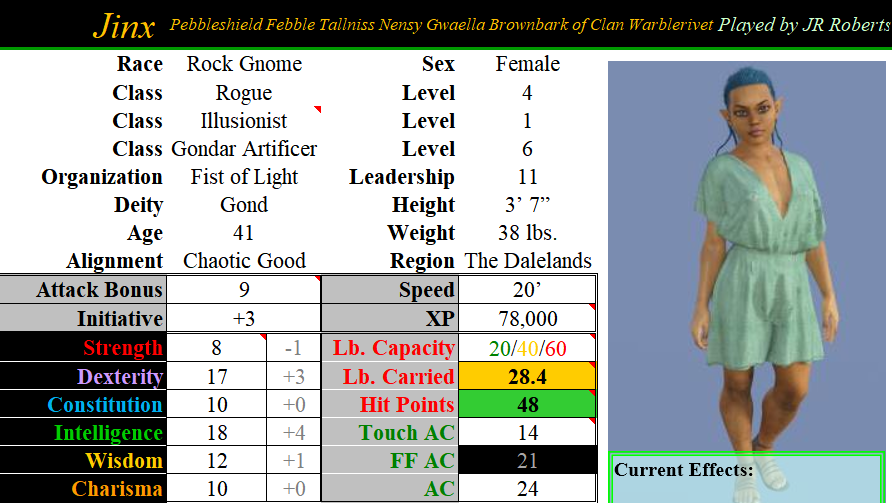 Jinx Pebbleshield Febble Tallniss Nensy Gwaella Brownbark of Clan Warblerivet Played by JR Roberts
Race Rock Gnome Sex Female
Class Rogue Level 4
Class Illusionist Level 1
Class Gondar Artificer Level 6
Organization Fist of Light Leadership 11
Deity Gond Height 3’ 7”
Age 41 Weight 38 lbs.
Alignment Chaotic Good Region The Dalelands
Attack Bonus 9 Speed 20’
Initiative +3 XP 78,000
Strength 8 -1 Lb. Capacity 20/40/60
Dexterity 17 +3 Lb. Carried 28.4
Constitution 10 +0 Hit Points 48
Intelligence 18 +4 Touch AC 14
Wisdom 12 +1 FF AC 21
Charisma 10 +0 AC 24
Current Effects: